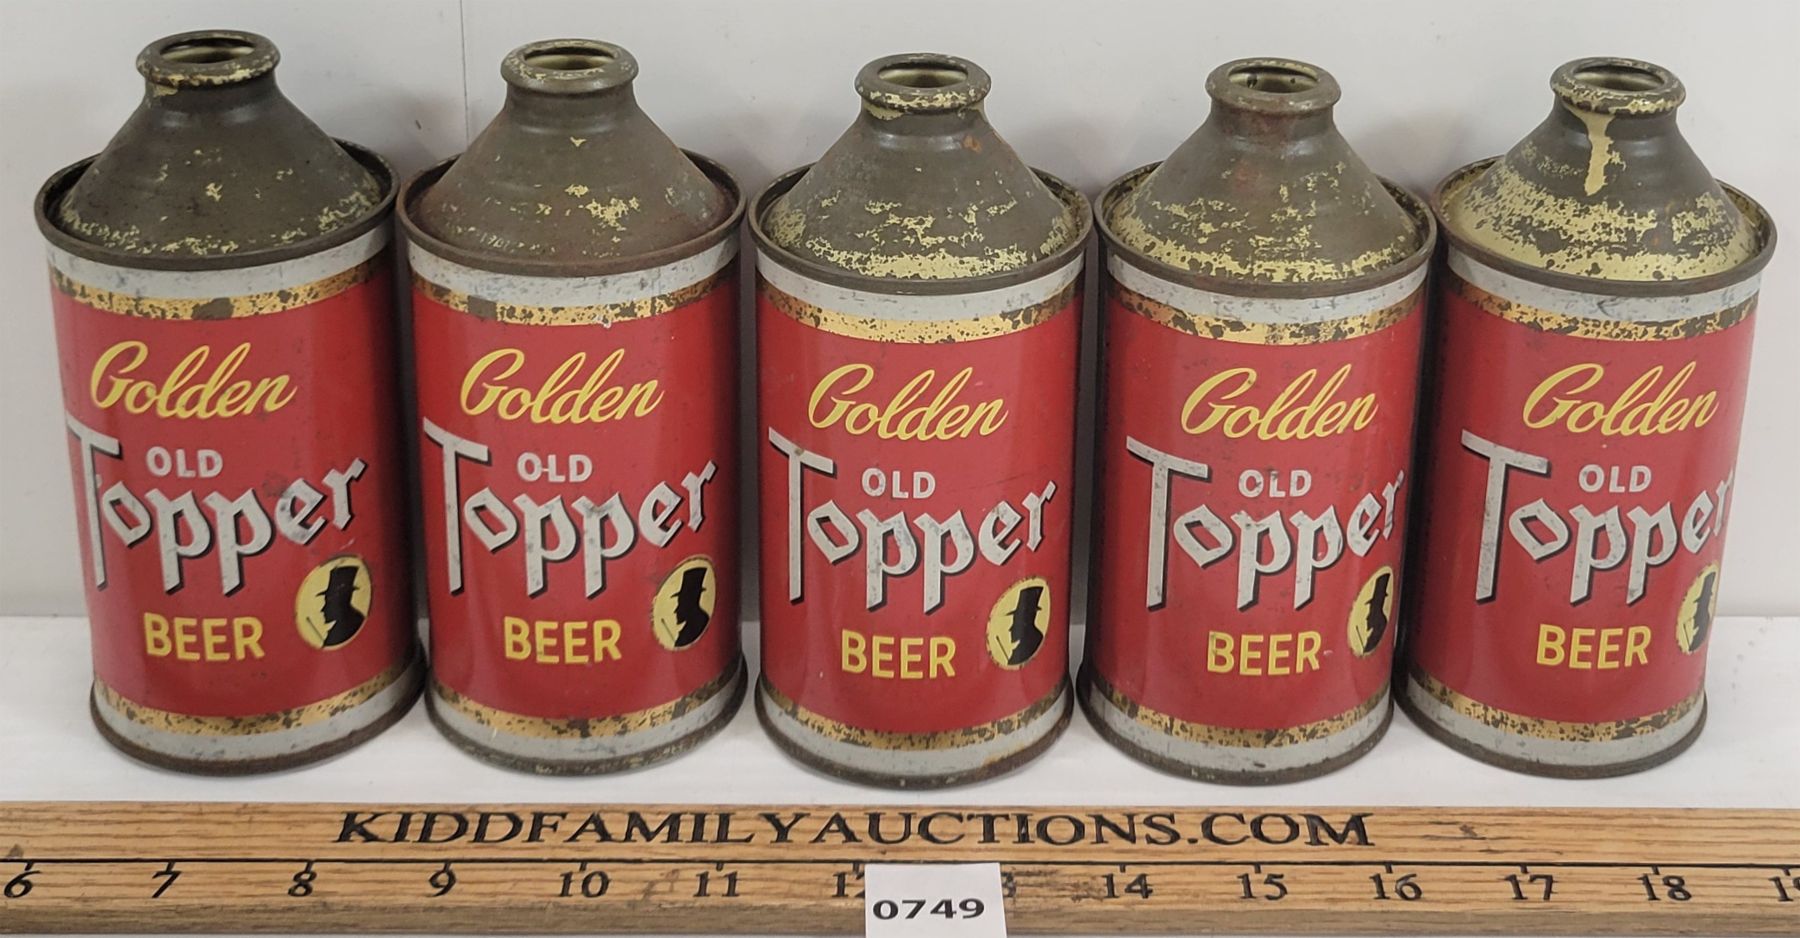 Golden
OLD
Topper
BEER
Golden
OLD
Topper
BEER
Golden
OLD
Topper
BEER
Golden
OLD
Topper
BEER
Golden
OLD
Topper
BEER
KIDDFAMILYAUCTIONS.COM
6 7 8 9 10 11 14 15 16 17 18
0749